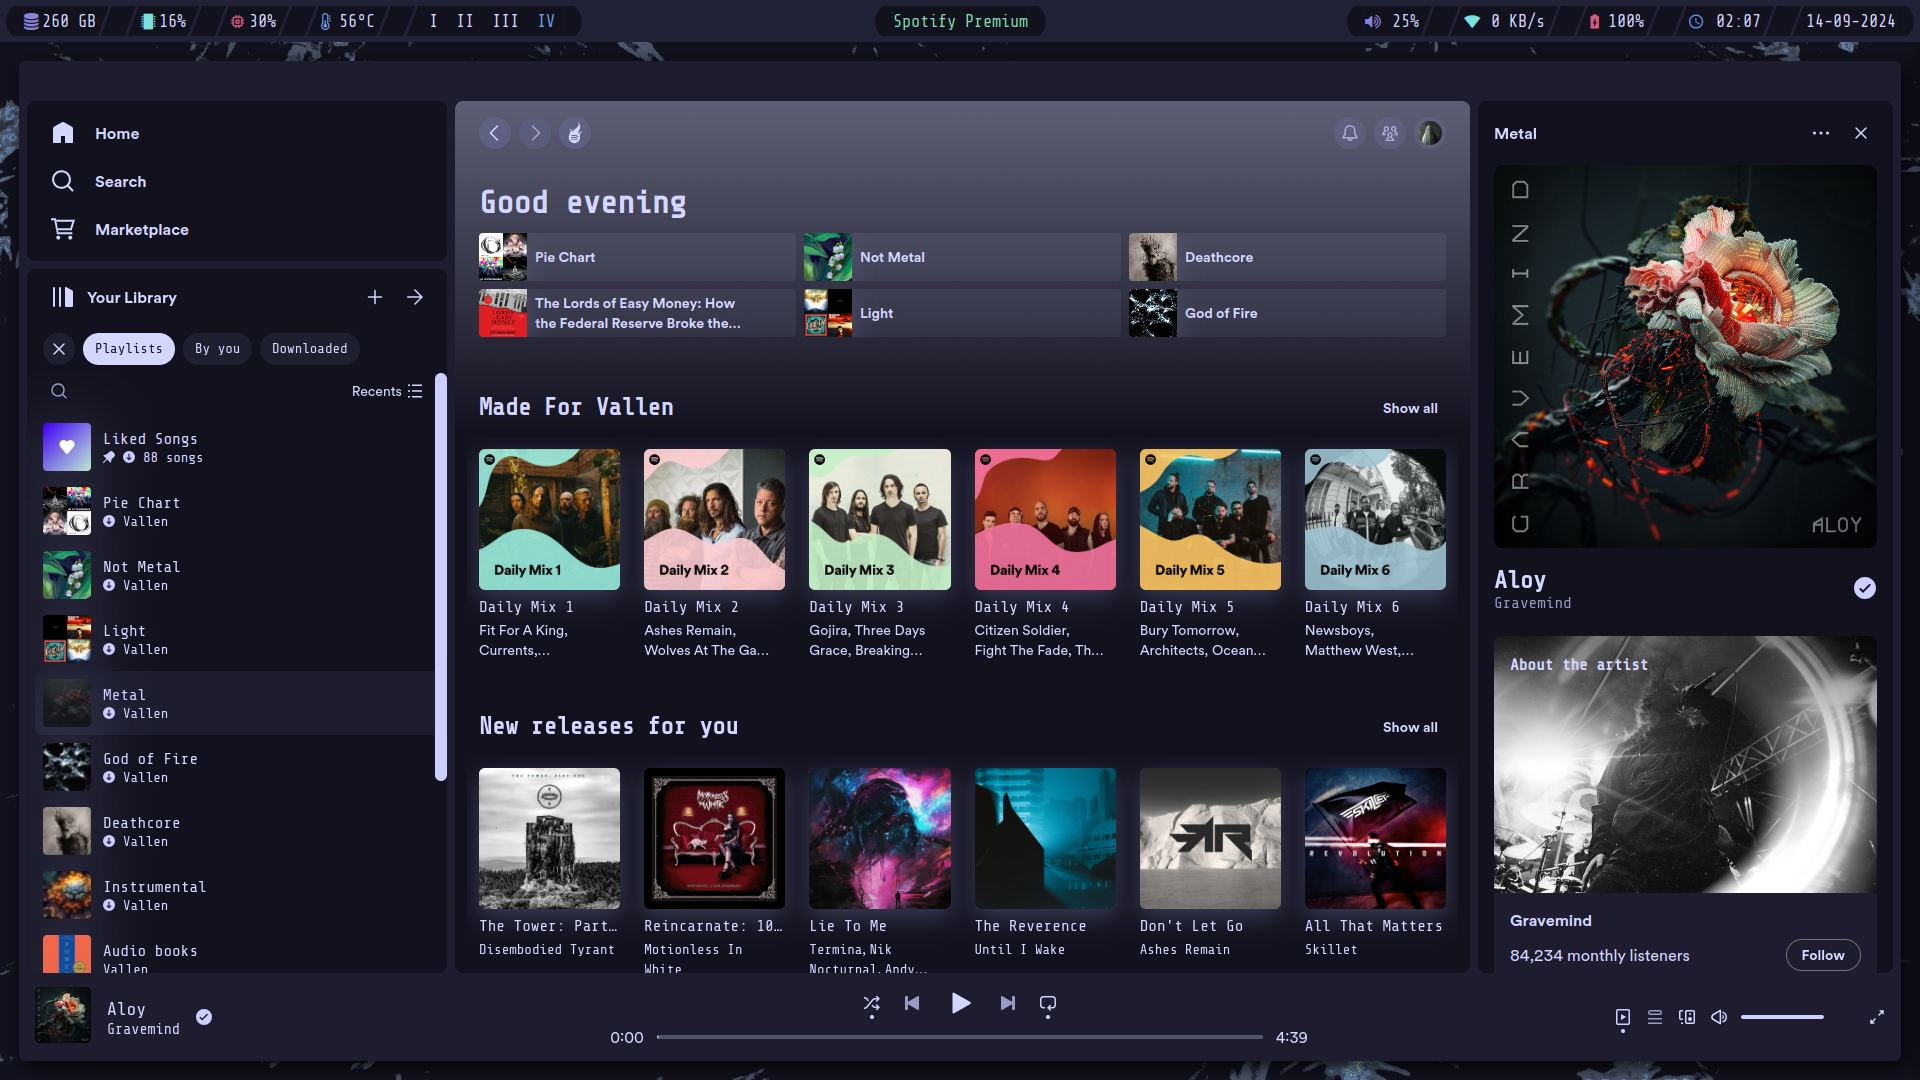 260 GB
16%
30%
56°C
I II III IV
Spotify Premium
25%
0 KB/s
100%
02:07
14-09-2024
Home
Search
Marketplace
Your Library
Playlists
By you
Downloaded
Recents
Liked Songs
88 songs
Pie Chart
Vallen
Not Metal
Vallen
Light
Vallen
Metal
Vallen
God of Fire
Vallen
Deathcore
Vallen
Instrumental
Vallen
Audio books
Vallen
Good evening
Pie Chart
Not Metal
Deathcore
The Lords of Easy Money: How
the Federal Reserve Broke the...
Light
God of Fire
Made For Vallen
Show all
Daily Mix 1
Daily Mix 2
Daily Mix 3
Daily Mix 4
Daily Mix 5
Daily Mix 6
Daily Mix 1
Fit For A King,
Currents,...
Daily Mix 2
Ashes Remain,
Wolves At The Ga...
Daily Mix 3
Gojira, Three Days
Grace, Breaking...
Daily Mix 4
Citizen Soldier,
Fight The Fade, Th...
Daily Mix 5
Bury Tomorrow,
Architects, Ocean...
Daily Mix 6
Newsboys,
Matthew West,...
New releases for you
Show all
THE TOWER: PART ONE
MOTIONLESS IN WHITE
SKILLET
REVOLUTION
The Tower: Part...
Disembodied Tyrant
Reincarnate: 10...
Motionless In
White
Lie To Me
Termina, Nik
Nocturnal, Andy...
The Reverence
Until I Wake
Don't Let Go
Ashes Remain
All That Matters
Skillet
Metal
GRAVEMIND
ALOY
Aloy
Gravemind
About the artist
Gravemind
84,234 monthly listeners
Follow
Aloy
Gravemind
0:00
4:39